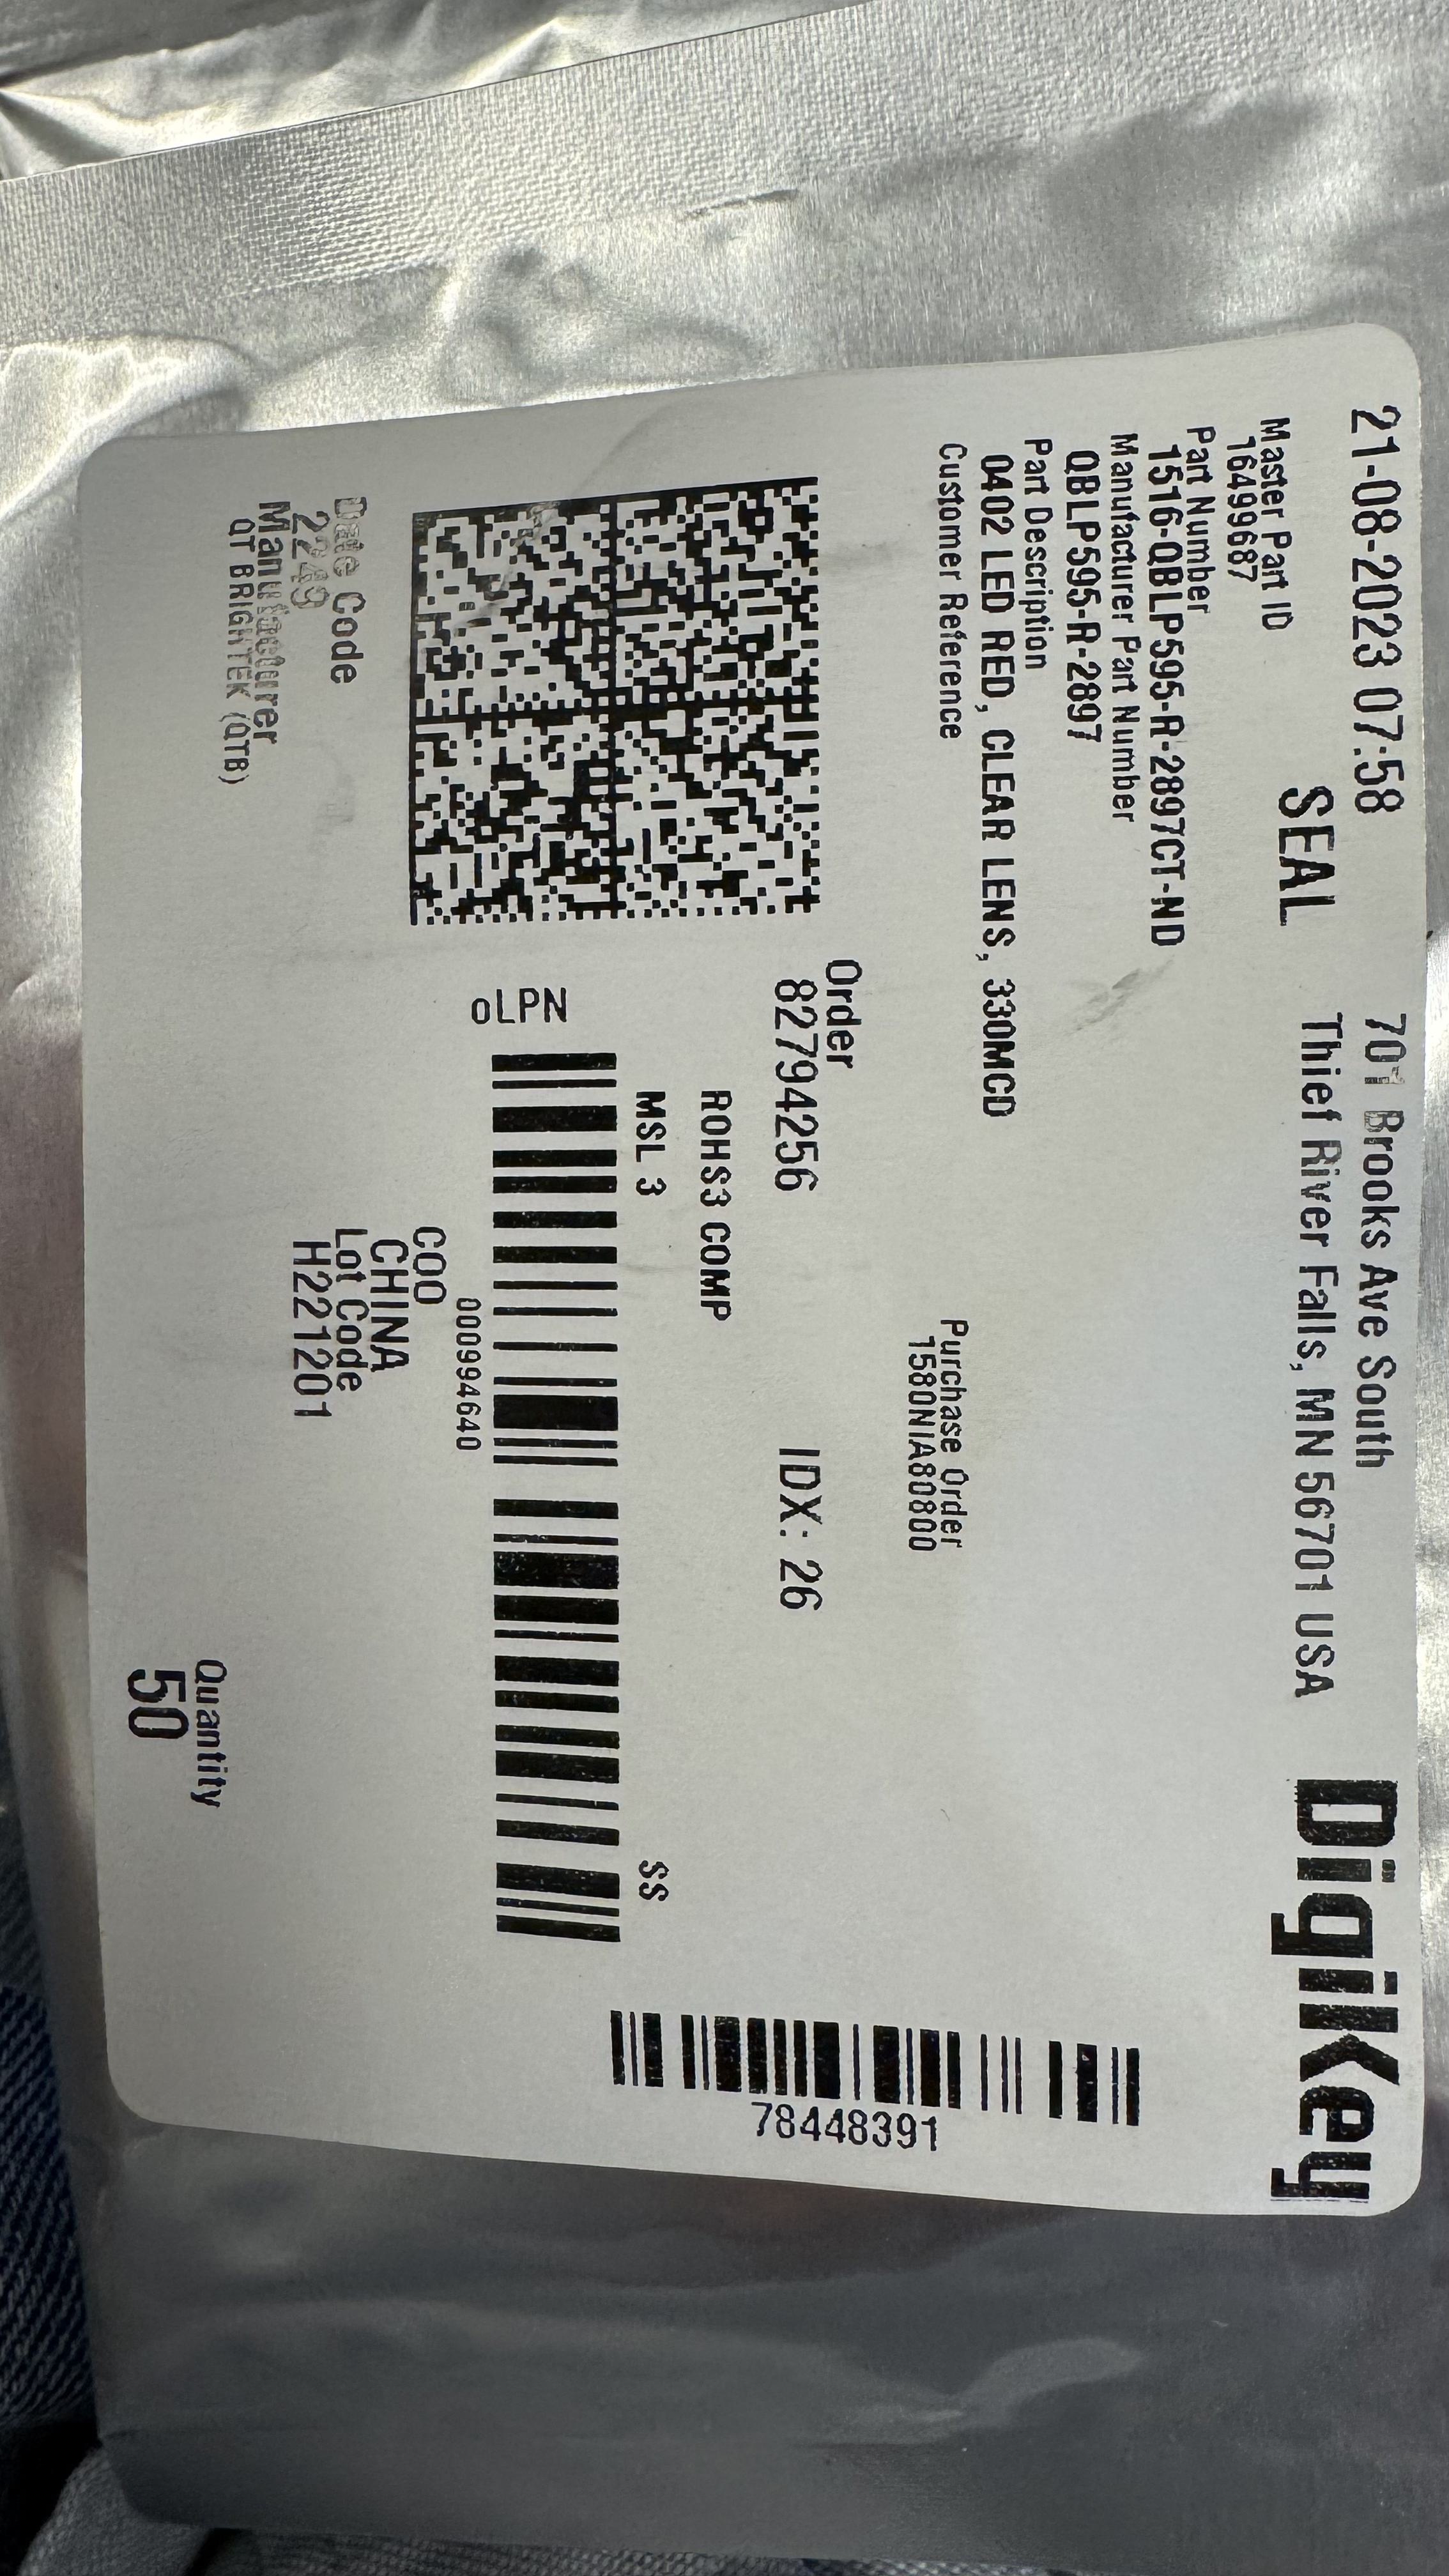 21-08-2023 07:58
701 Brooks Ave South
DigiKey
SEAL
Thief River Falls, MN 56701 USA
Master Part ID
16499687
Part Number
1516-QBLP595-R-2897CT-ND
Manufacturer Part Number
QBLP595-R-2897
Part Description
0402 LED RED, CLEAR LENS, 330MCD
Customer Reference
Purchase Order
1580NIA80800
Order
82794256
IDX: 26
ROHS3 COMP
MSL 3
SS
oLPN
000994640
78448391
COO
CHINA
Lot Code
H221201
Date Code
2249
Manufacturer
QT BRIGHTEK (QTB)
Quantity
50